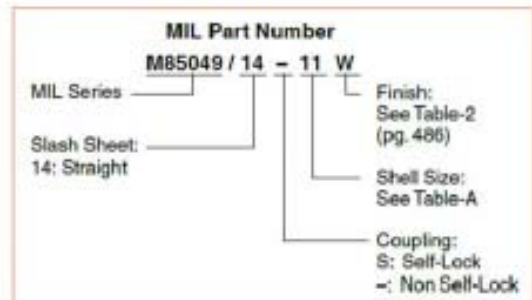 MIL Part Number
M85049 / 14 – 11 W
MIL Series
Finish:
See Table-2
(pg. 486)
Slash Sheet:
14: Straight
Shell Size:
See Table-A
Coupling:
S: Self-Lock
–: Non Self-Lock